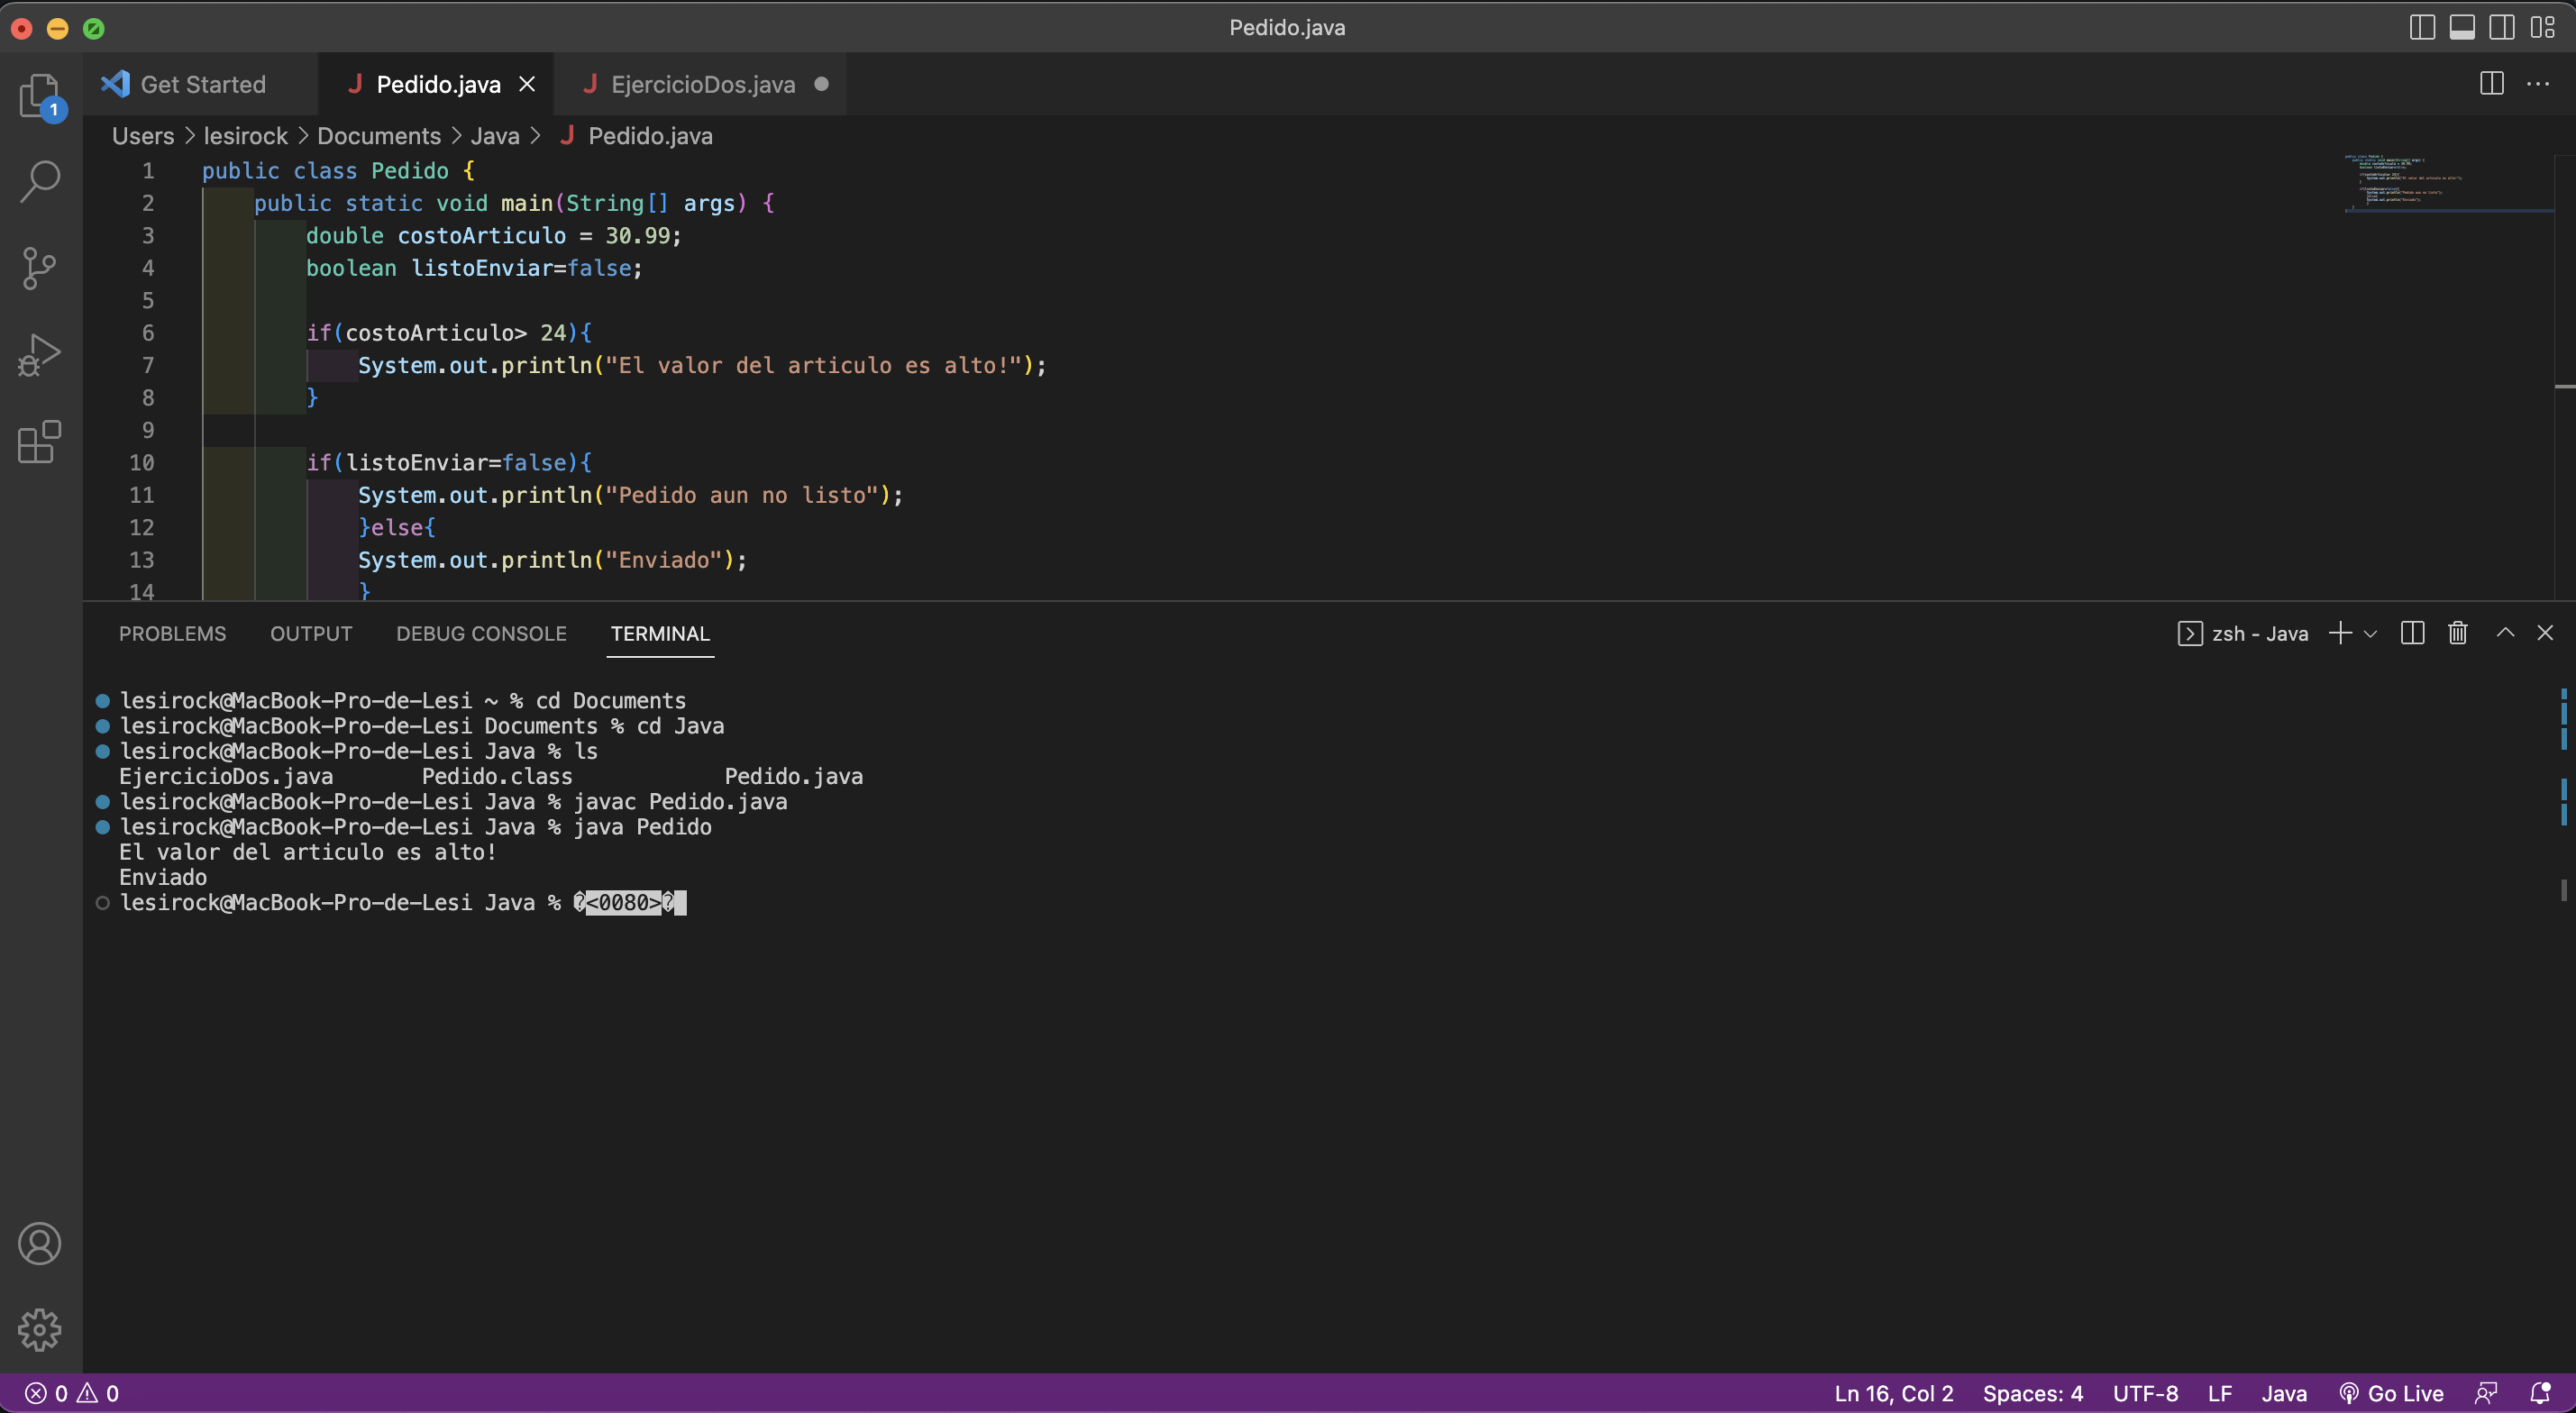 Pedido.java
1
Get Started
Pedido.java
EjercicioDos.java
Users > lesirock > Documents > Java > Pedido.java
1 public class Pedido {
2 public static void main(String[] args) {
3 double costoArticulo = 30.99;
4 boolean listoEnviar=false;
5
6 if(costoArticulo> 24){
7 System.out.println("El valor del articulo es alto!");
8 }
9
10 if(listoEnviar=false){
11 System.out.println("Pedido aun no listo");
12 }else{
13 System.out.println("Enviado");
14 }
PROBLEMS OUTPUT DEBUG CONSOLE TERMINAL
zsh - Java
lesirock@MacBook-Pro-de-Lesi ~ % cd Documents
lesirock@MacBook-Pro-de-Lesi Documents % cd Java
lesirock@MacBook-Pro-de-Lesi Java % ls
EjercicioDos.java Pedido.class Pedido.java
lesirock@MacBook-Pro-de-Lesi Java % javac Pedido.java
lesirock@MacBook-Pro-de-Lesi Java % java Pedido
El valor del articulo es alto!
Enviado
lesirock@MacBook-Pro-de-Lesi Java % �<0080>�
0 0
Ln 16, Col 2 Spaces: 4 UTF-8 LF Java Go Live